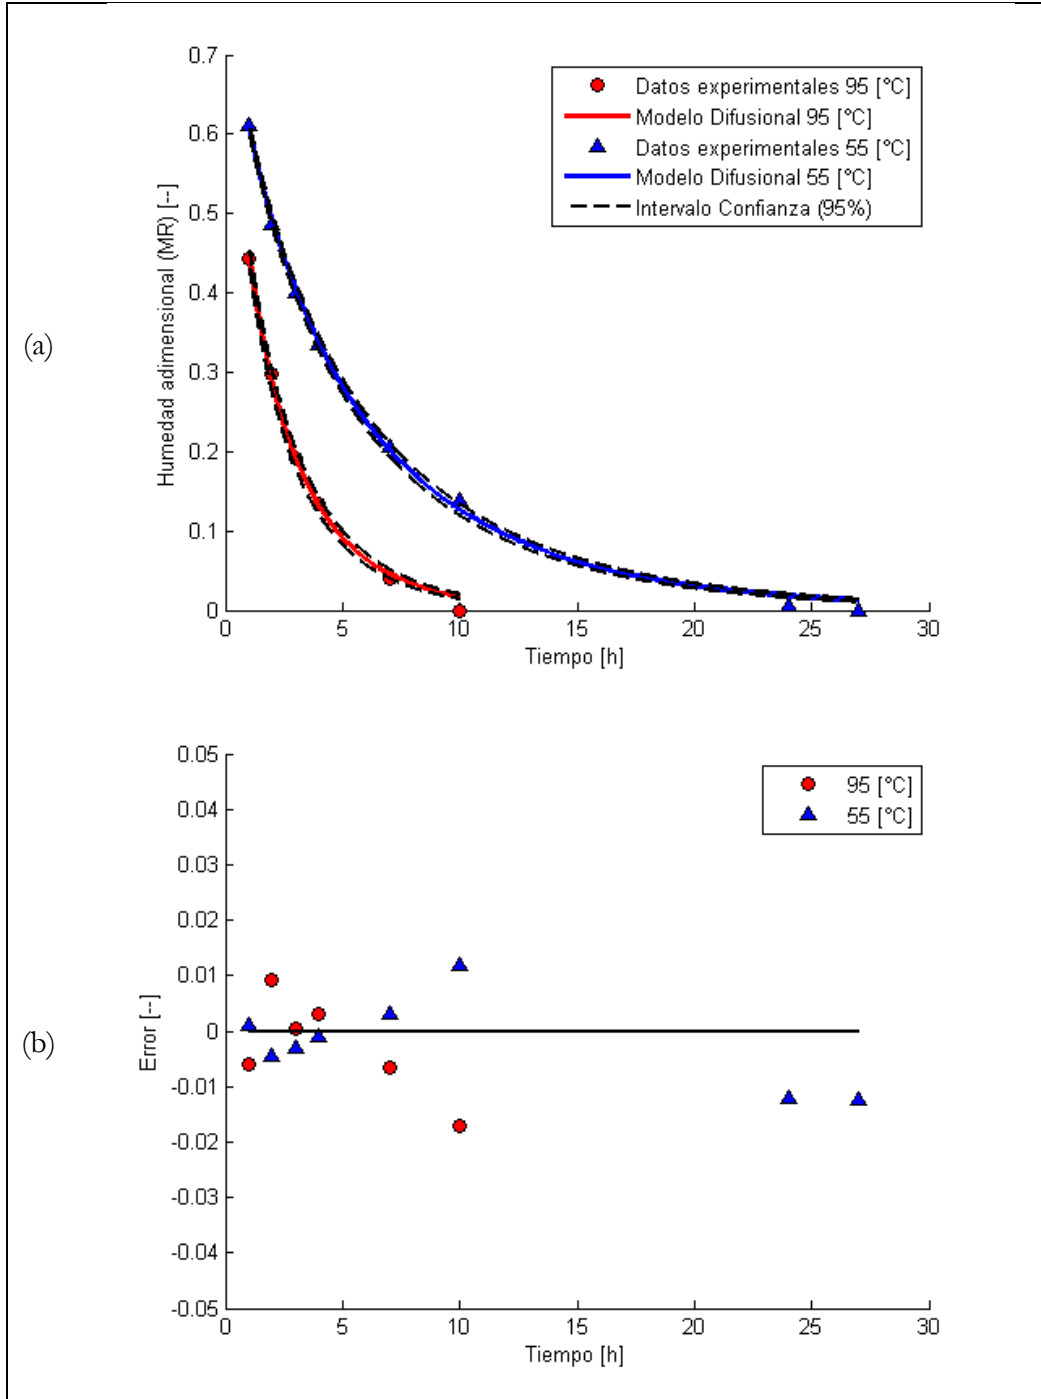 (a)
0.7
0.6
0.5
0.4
0.3
0.2
0.1
0
Humedad adimensional (MR) [--]
Datos experimentales 95 [°C]
Modelo Difusional 95 [°C]
Datos experimentales 55 [°C]
Modelo Difusional 55 [°C]
Intervalo Confianza (95%)
0 5 10 15 20 25 30
Tiempo [h]
(b)
0.05
0.04
0.03
0.02
0.01
0
-0.01
-0.02
-0.03
-0.04
-0.05
Error [--]
95 [°C]
55 [°C]
0 5 10 15 20 25 30
Tiempo [h]